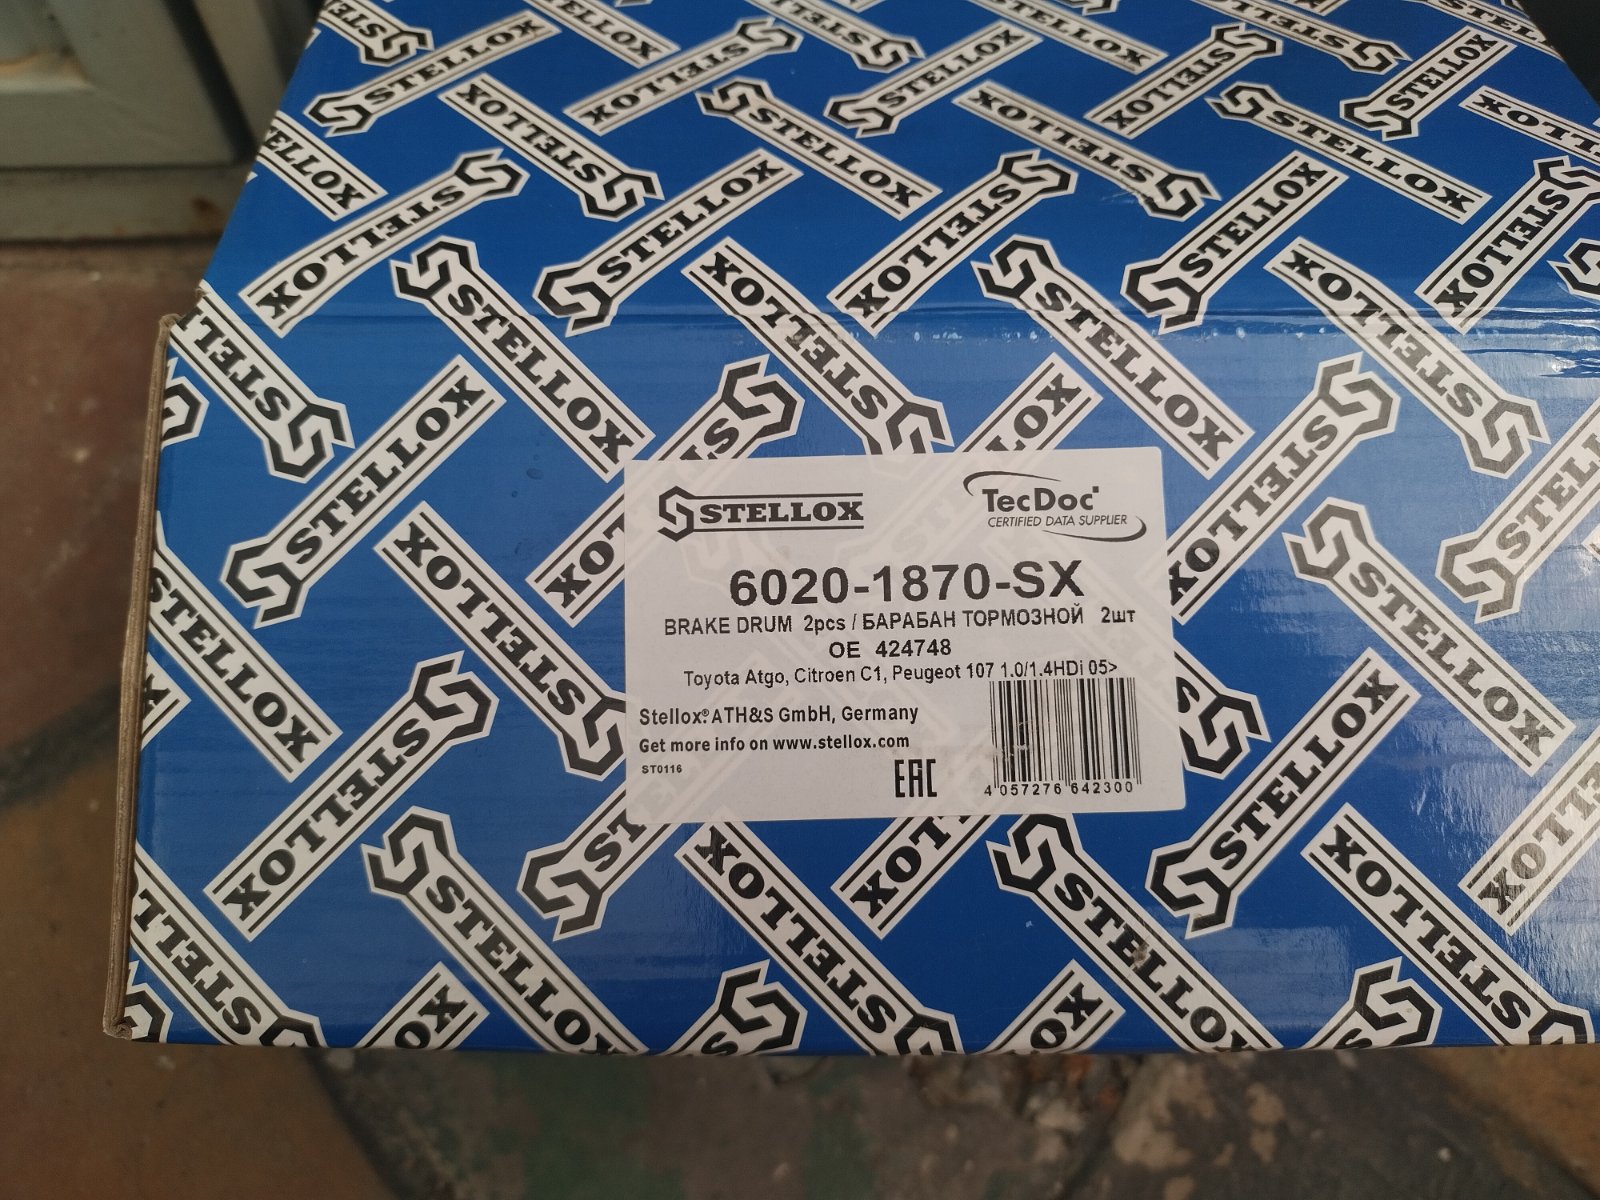 STELLOX
TecDoc
CERTIFIED DATA SUPPLIER
6020-1870-SX
BRAKE DRUM 2pcs / БАРАБАН ТОРМОЗНОЙ 2шт
OE 424748
Toyota Atgo, Citroen C1, Peugeot 107 1.0/1.4HDi 05>
Stellox® ATH&S GmbH, Germany
Get more info on www.stellox.com
ST0116
EAC
4 057276 642300